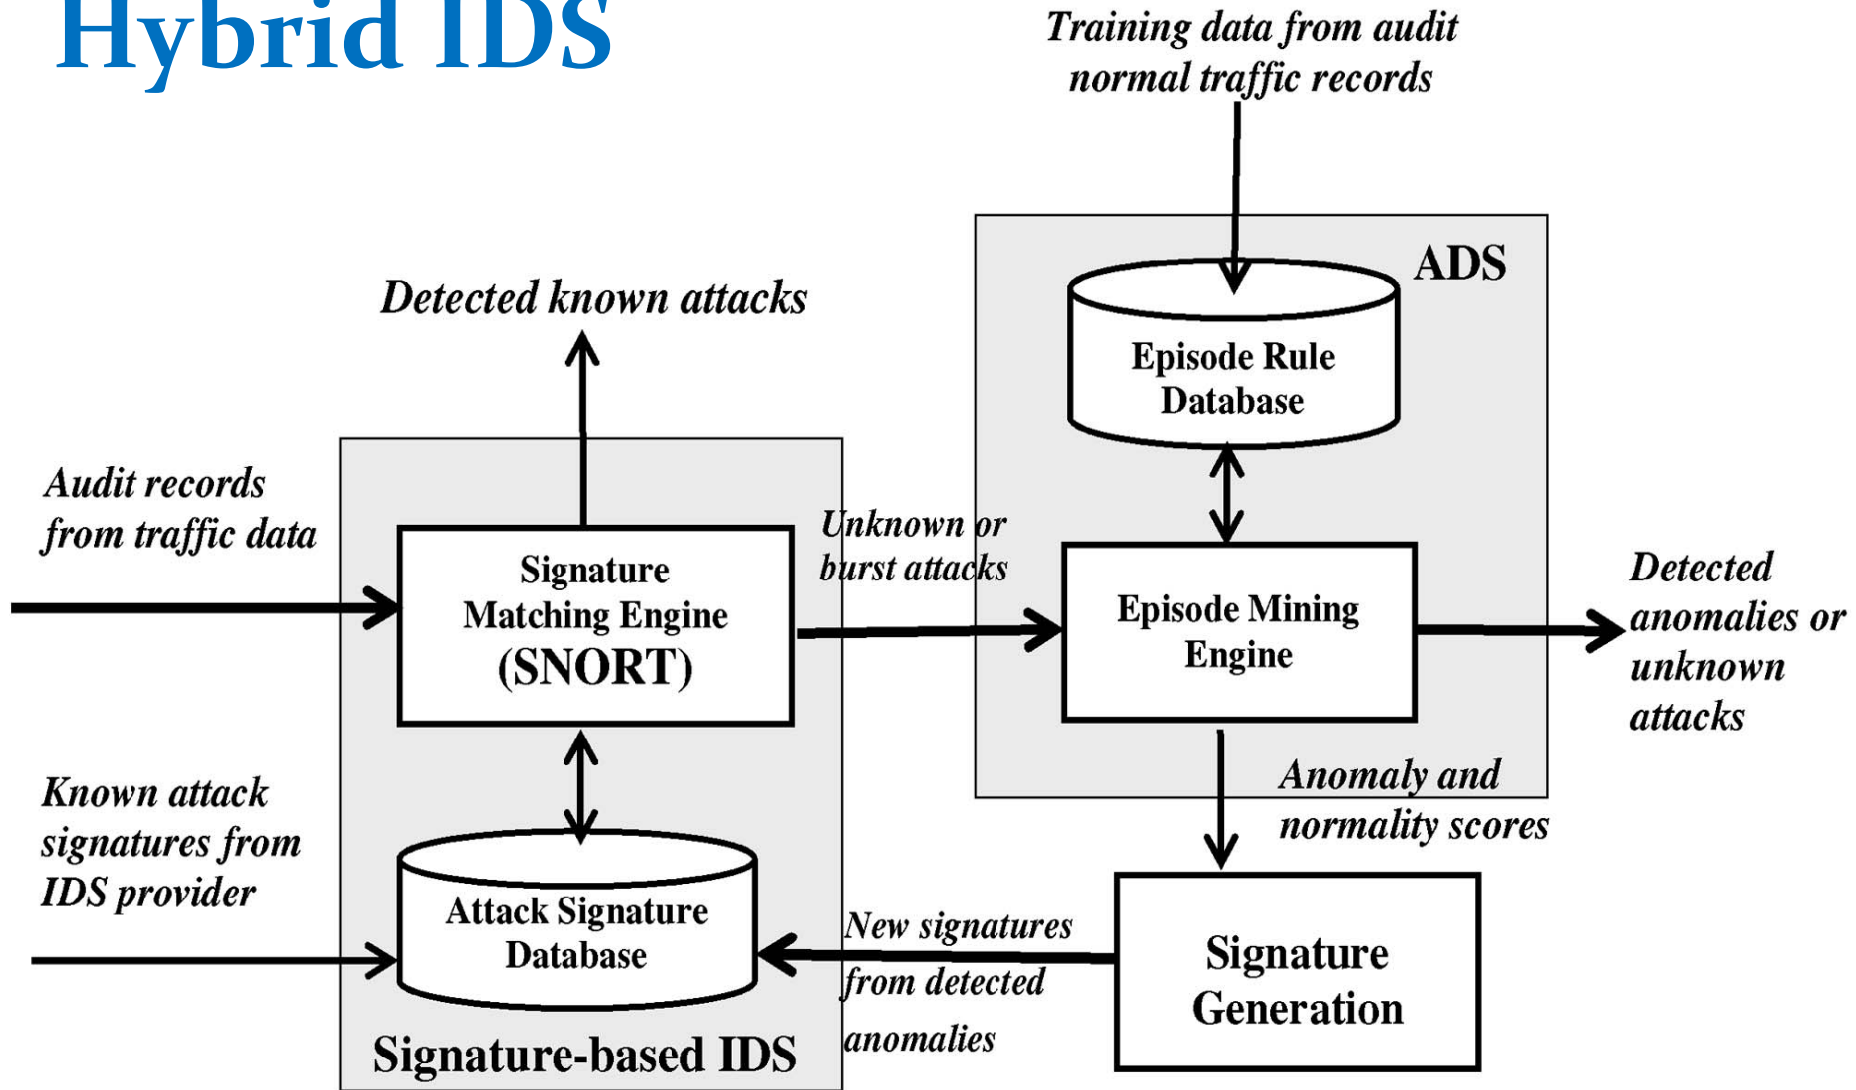 Hybrid IDS
Training data from audit
normal traffic records
ADS
Detected known attacks
Episode Rule
Database
Audit records
from traffic data
Signature
Matching Engine
(SNORT)
Unknown or
burst attacks
Episode Mining
Engine
Detected
anomalies or
unknown
attacks
Known attack
signatures from
IDS provider
Anomaly and
normality scores
Attack Signature
Database
New signatures
from detected
anomalies
Signature
Generation
Signature-based IDS